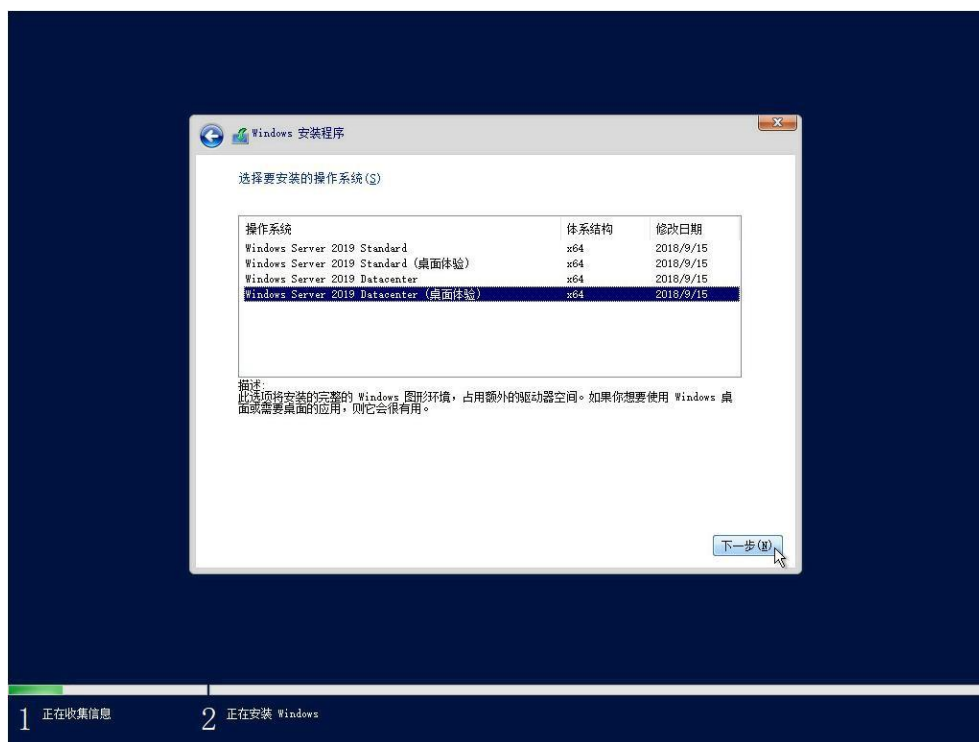 Windows 安装程序
选择要安装的操作系统(S)
操作系统 体系结构 修改日期
Windows Server 2019 Standard x64 2018/9/15
Windows Server 2019 Standard (桌面体验) x64 2018/9/15
Windows Server 2019 Datacenter x64 2018/9/15
Windows Server 2019 Datacenter (桌面体验) x64 2018/9/15
描述:
此选项将安装的完整的 Windows 图形环境，占用额外的驱动器空间。如果你想要使用 Windows 桌
面或需要桌面的应用，则它会很有用。
下一步(N)
1 正在收集信息 2 正在安装 Windows